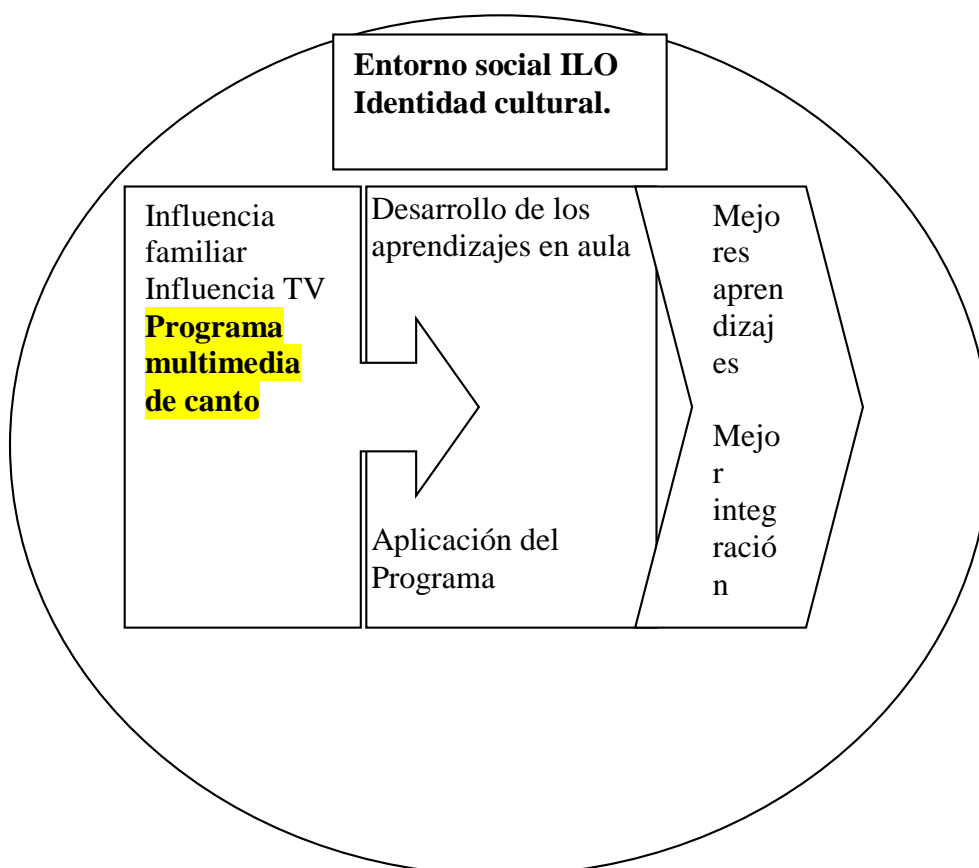 Entorno social ILO
Identidad cultural.
Influencia
familiar
Influencia TV
Programa
multimedia
de canto
Desarrollo de los
aprendizajes en aula
Aplicación del
Programa
Mejo
res
apren
dizaj
es
Mejo
r
integ
ració
n